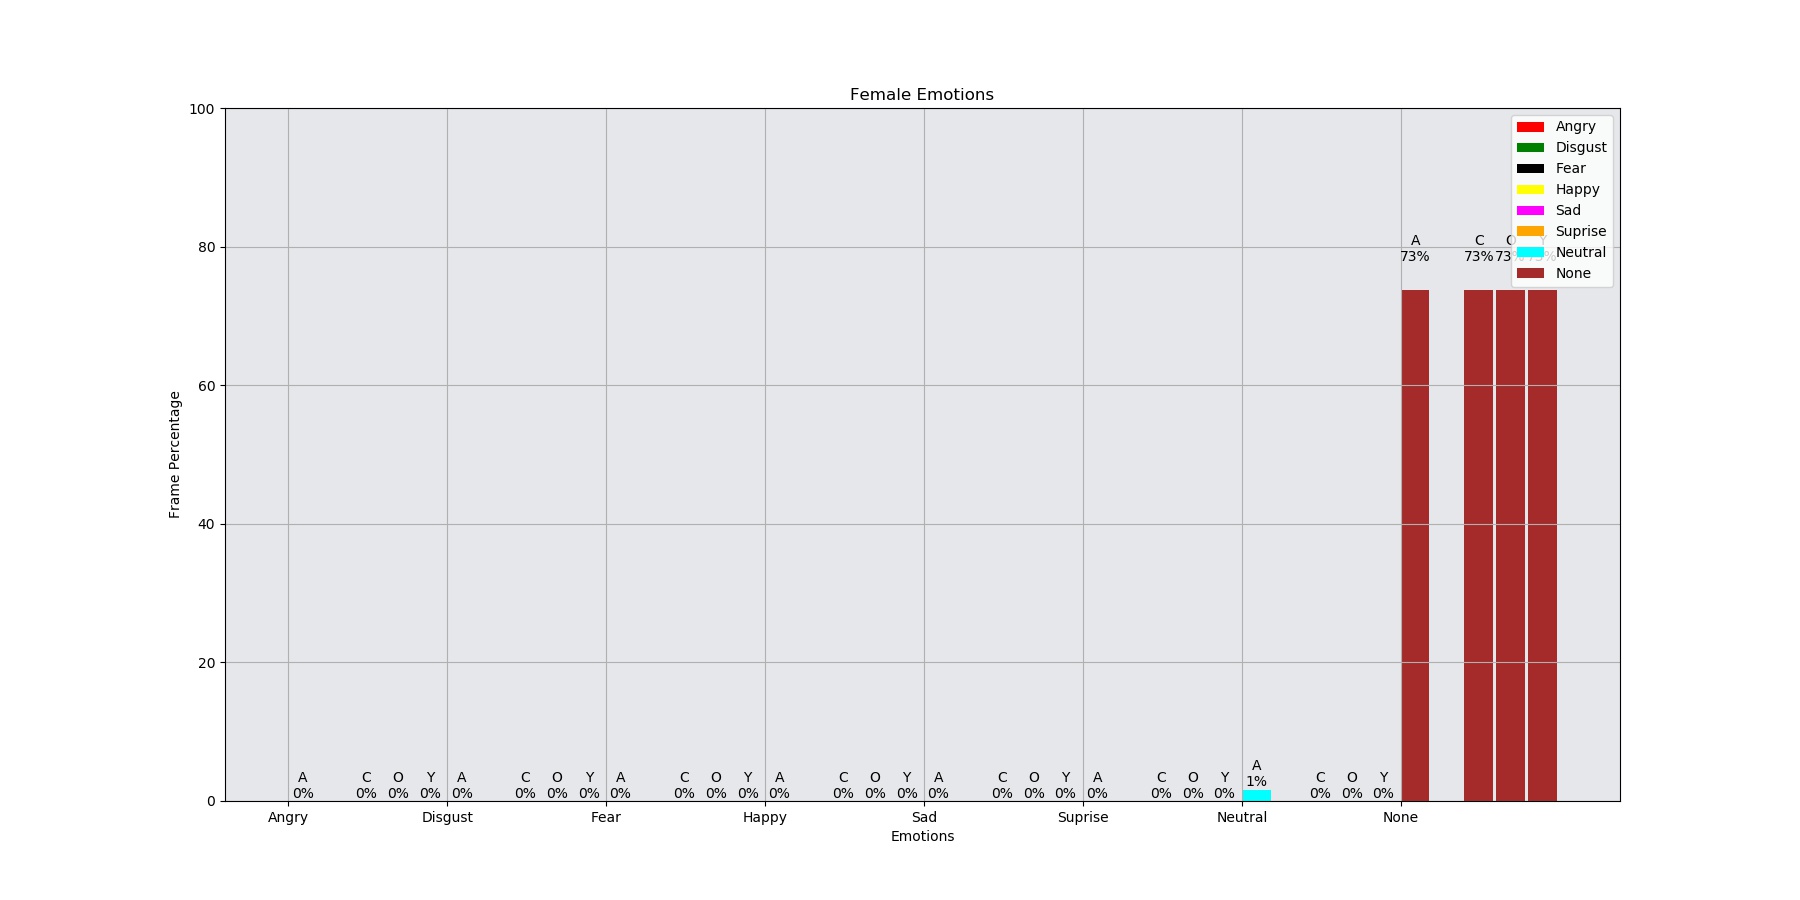 Female Emotions
100
80
60
40
20
0
Frame Percentage
Angry
Disgust
Fear
Happy
Sad
Suprise
Neutral
None
A C O Y
73% 73% 73% 73%
A
1%
A C O Y A C O Y A C O Y A C O Y A C O Y A C O Y C O Y
0% 0% 0% 0% 0% 0% 0% 0% 0% 0% 0% 0% 0% 0% 0% 0% 0% 0% 0% 0% 0% 0% 0% 0% 0% 0% 0%
Angry Disgust Fear Happy Sad Suprise Neutral None
Emotions